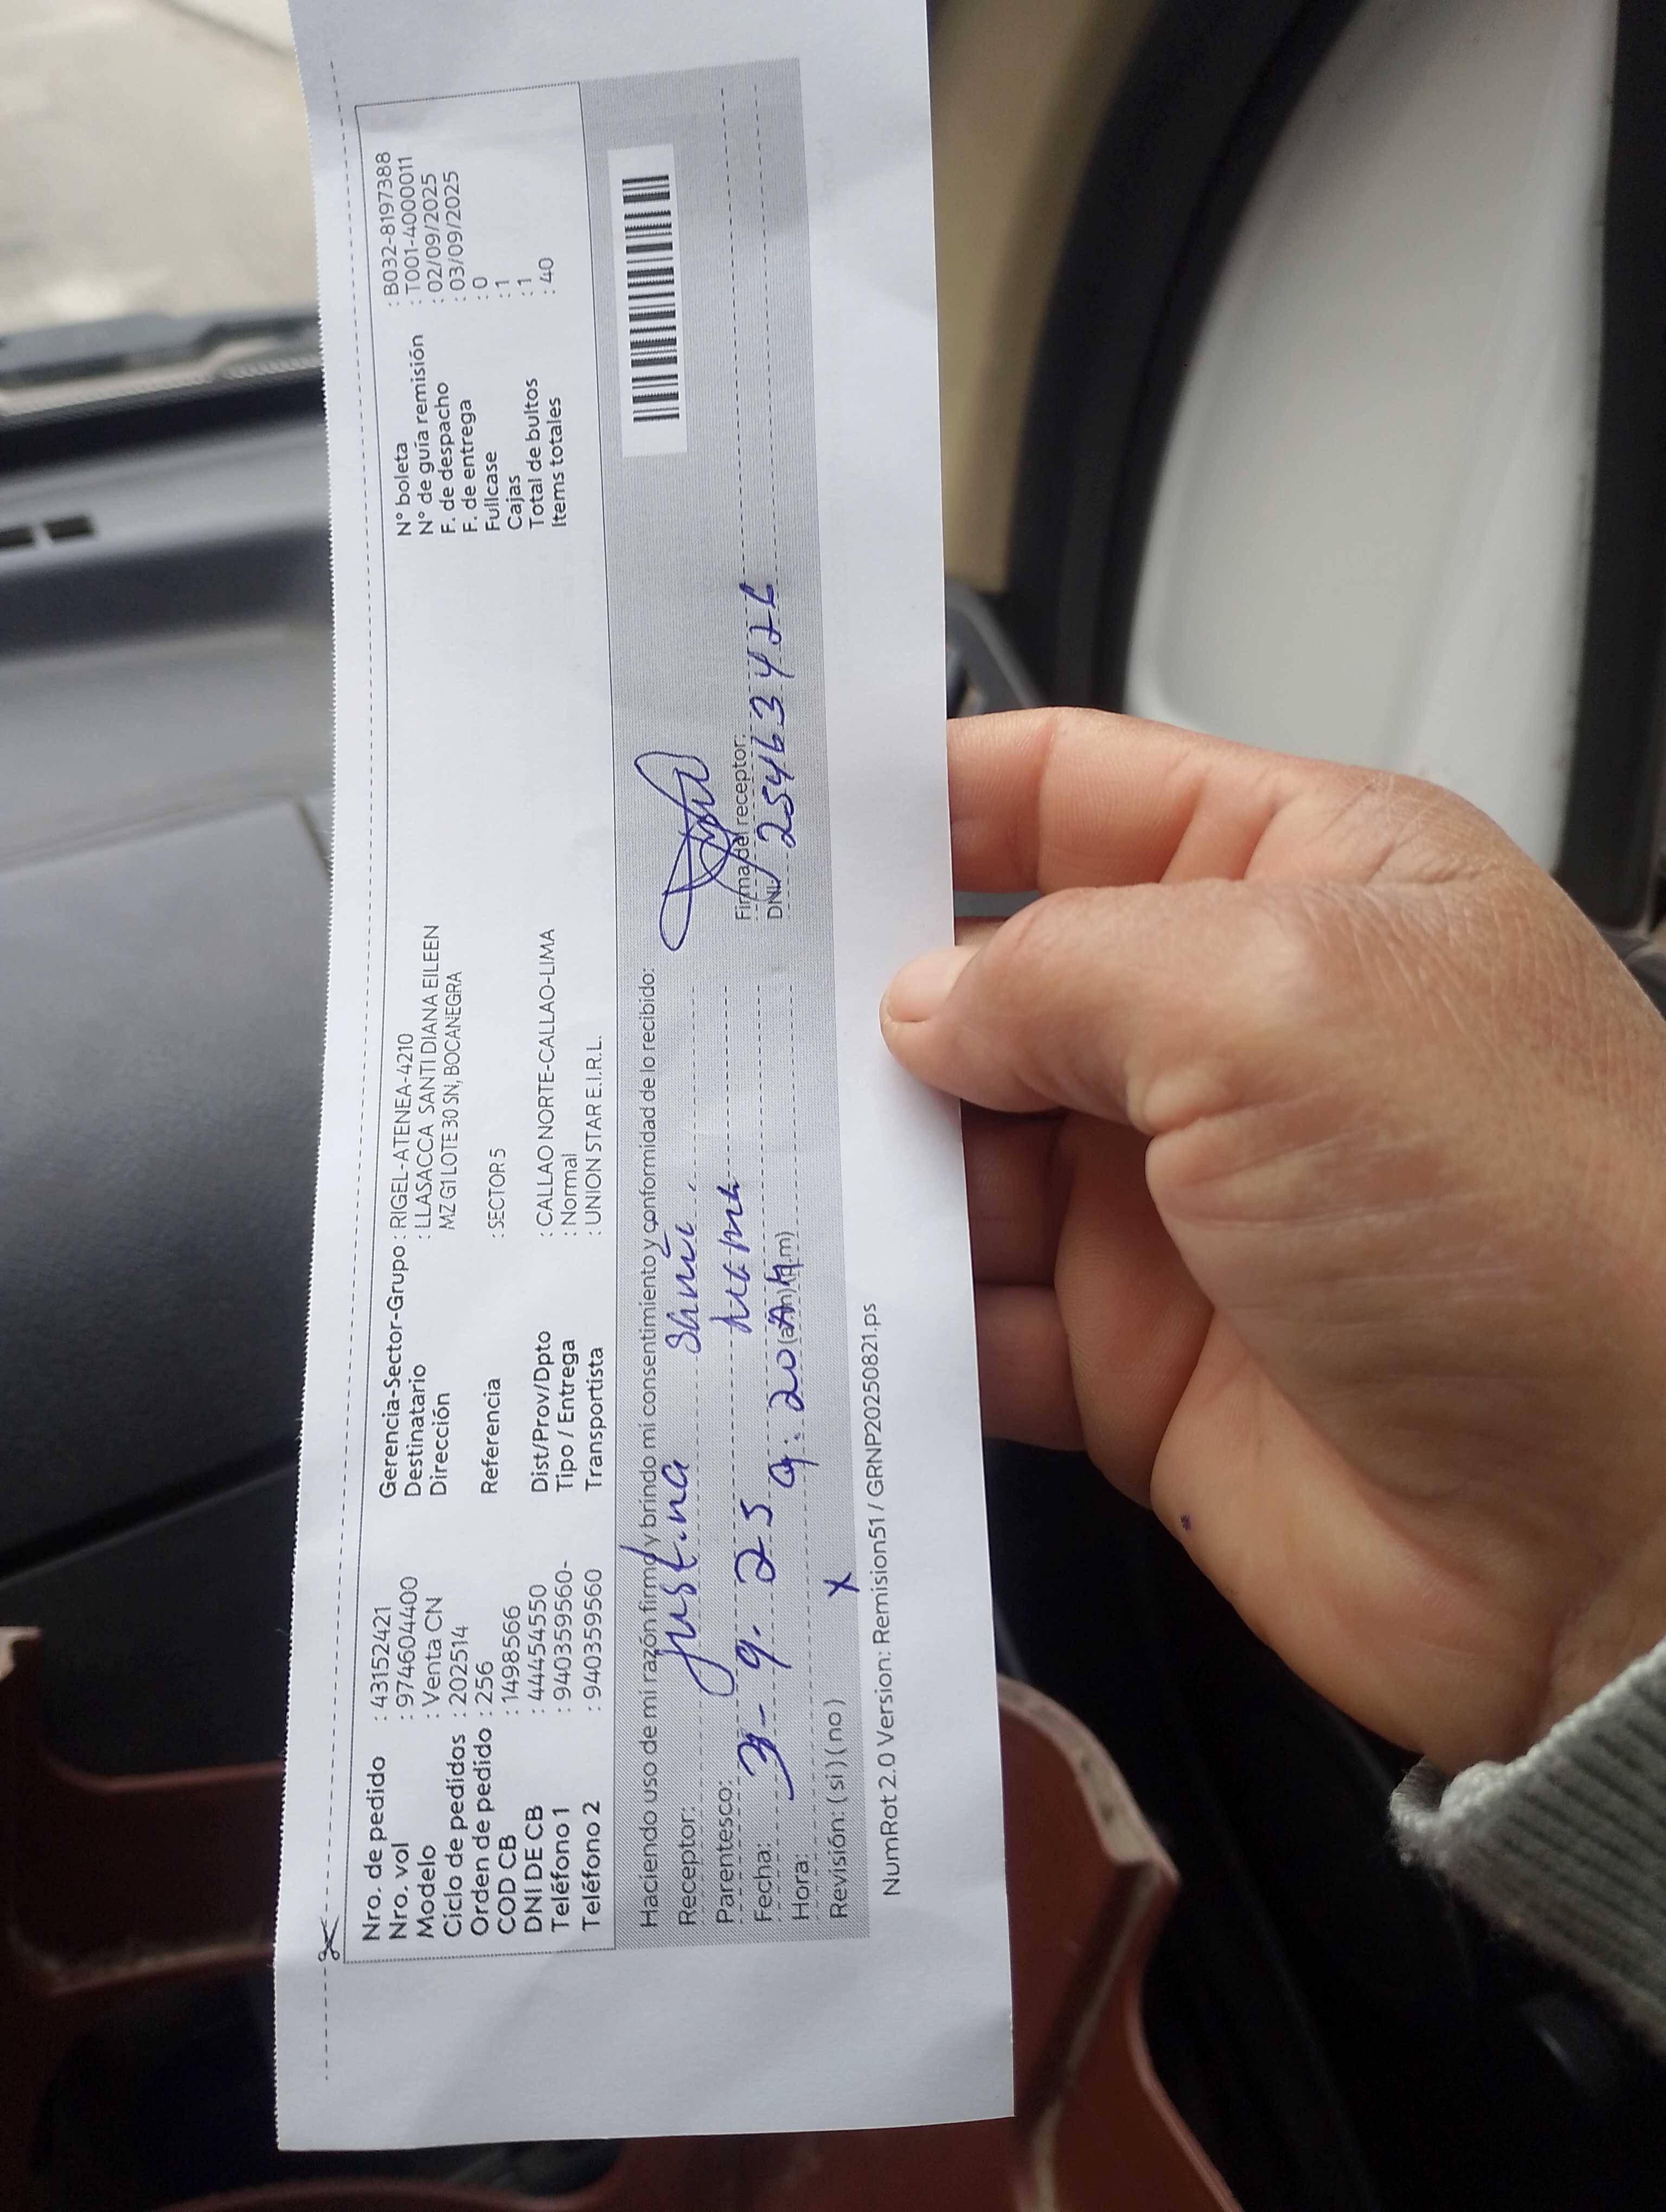 Nro. de pedido : 43152421 Gerencia-Sector-Grupo : RIGEL-ATENEA-4210 N° boleta : B032-8197388
Nro. vol : 974604400 Destinatario : LLASACCA SANTI DIANA EILEEN N° de guía remisión : T001-4000011
Modelo : Venta CN Dirección MZ G1 LOTE 30 SN, BOCANEGRA F. de despacho : 02/09/2025
Ciclo de pedidos : 202514 F. de entrega : 03/09/2025
Orden de pedido : 256 Referencia : SECTOR 5 Fullcase : 0
COD CB : 1498566 Cajas : 1
DNI DE CB : 44454550 Dist/Prov/Dpto : CALLAO NORTE-CALLAO-LIMA Total de bultos : 1
Teléfono 1 : 940359560- Tipo / Entrega : Normal Items totales : 40
Teléfono 2 : 940359560 Transportista : UNION STAR E.I.R.L.
Haciendo uso de mi razón firmo y brindo mi consentimiento y conformidad de lo recibido:
Receptor: Justina
Parentesco: Firma del receptor:
Fecha: 3-9.25 DNI:
Hora: 9:20 (a.m) (p.m)
Revisión: (si) (no) X
NumRot 2.0 Version: Remision51 / GRNP20250821.ps